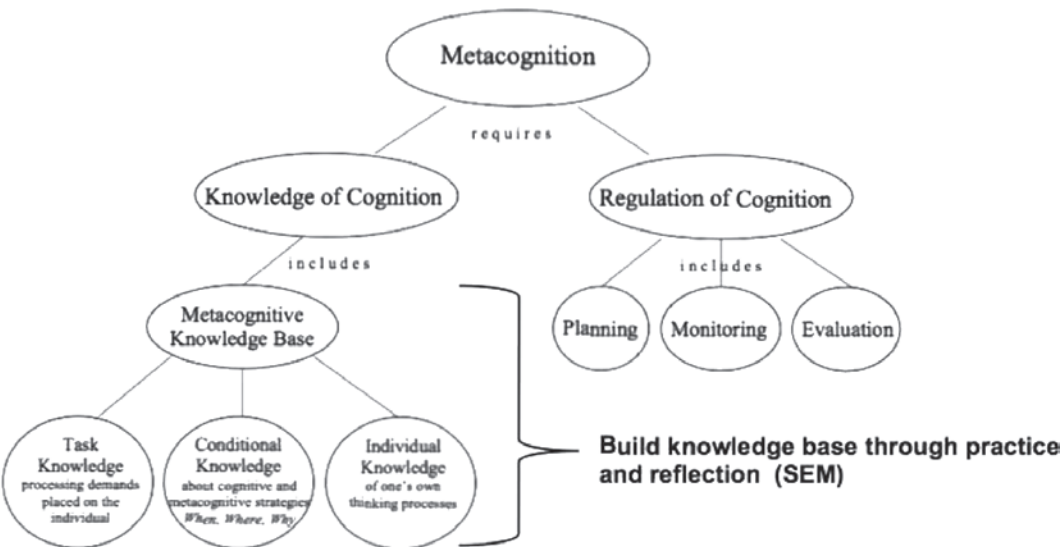 Metacognition
requires
Knowledge of Cognition
Regulation of Cognition
includes
includes
Metacognitive
Knowledge Base
Planning
Monitoring
Evaluation
Task
Knowledge
processing demands
placed on the
individual
Conditional
Knowledge
about cognitive and
metacognitive strategies
When, Where, Why
Individual
Knowledge
of one's own
thinking processes
Build knowledge base through practice
and reflection (SEM)